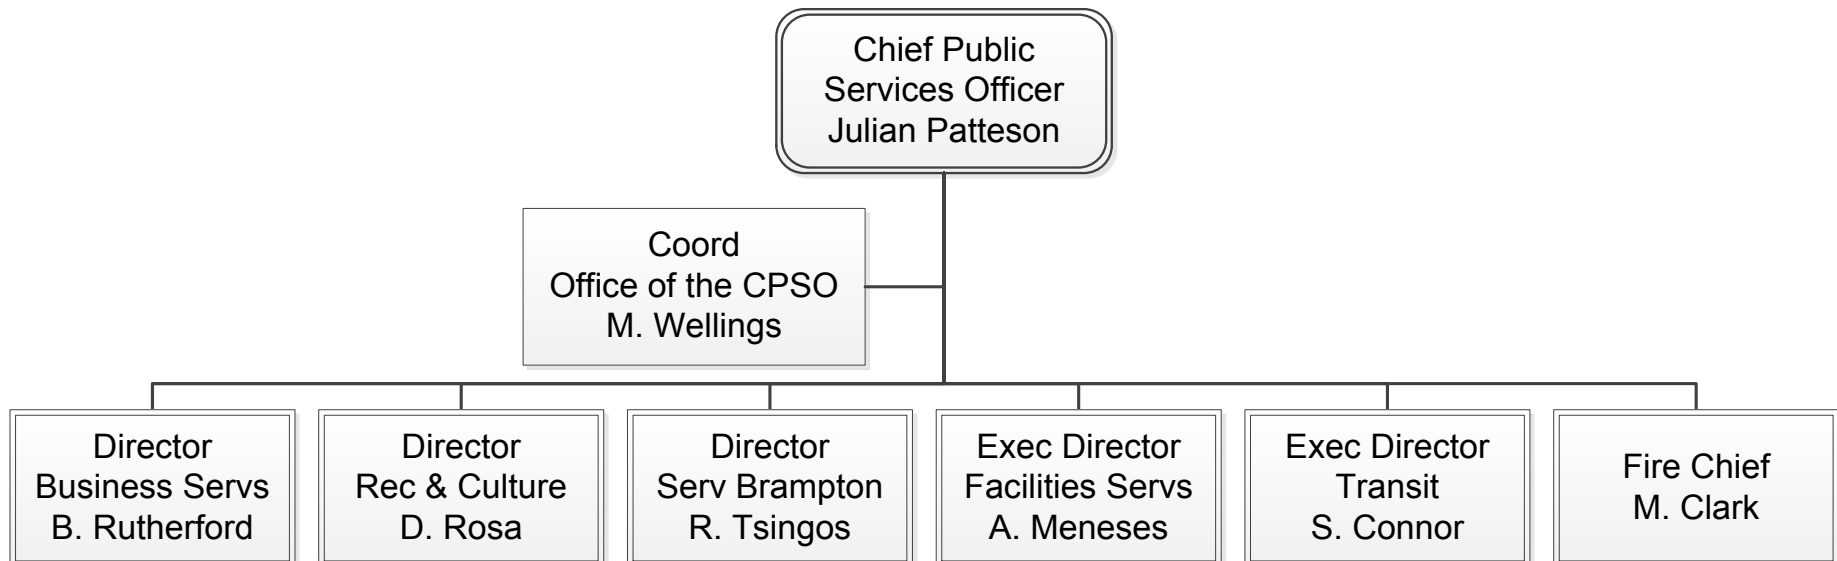 Chief Public
Services Officer
Julian Patteson
Coord
Office of the CPSO
M. Wellings
Director
Business Servs
B. Rutherford
Director
Rec & Culture
D. Rosa
Director
Serv Brampton
R. Tsingos
Exec Director
Facilities Servs
A. Meneses
Exec Director
Transit
S. Connor
Fire Chief
M. Clark